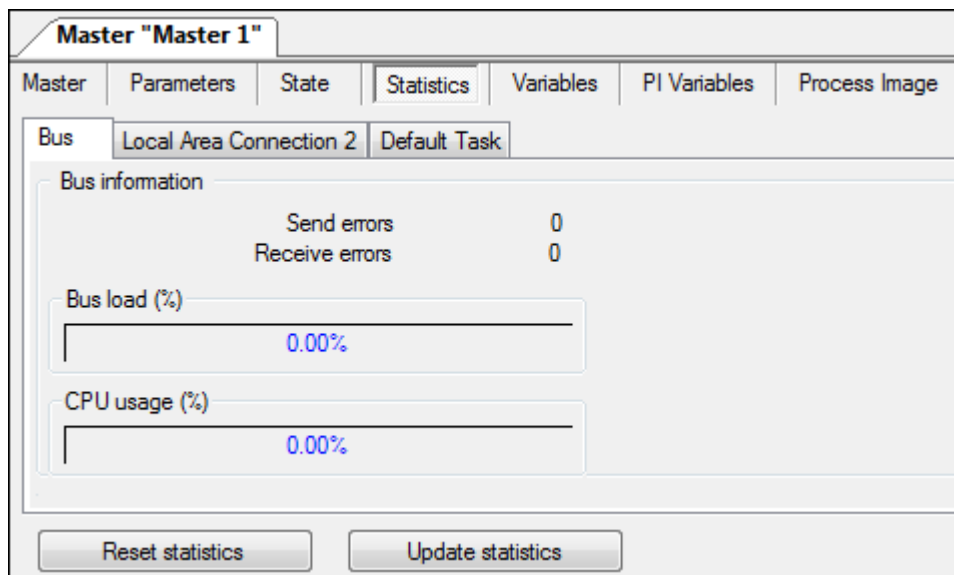 Master "Master 1"
Master Parameters State Statistics Variables PI Variables Process Image
Bus Local Area Connection 2 Default Task
Bus information
Send errors 0
Receive errors 0
Bus load (%)
0.00%
CPU usage (%)
0.00%
Reset statistics Update statistics